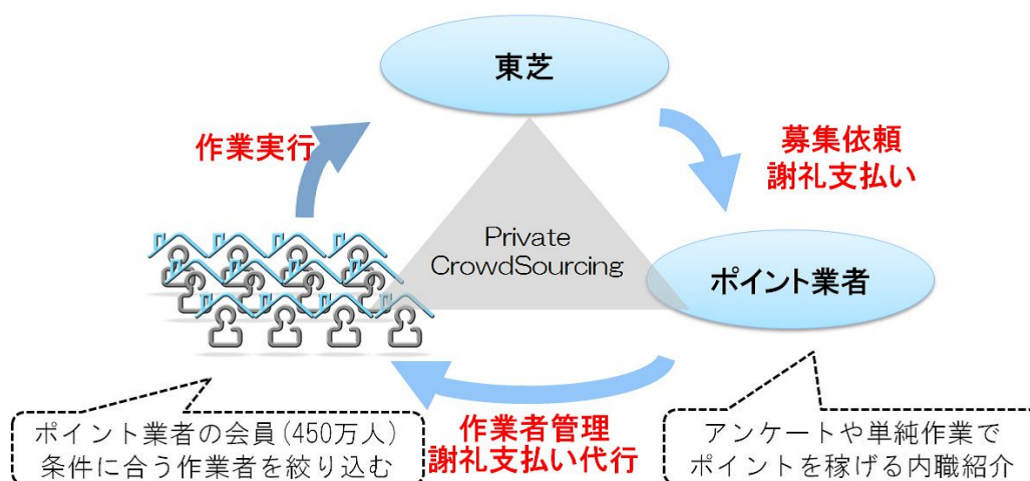 東芝
作業実行
募集依頼
謝礼支払い
Private
CrowdSourcing
ポイント業者
作業者管理
謝礼支払い代行
ポイント業者の会員(450万人)
条件に合う作業者を絞り込む
アンケートや単純作業で
ポイントを稼げる内職紹介